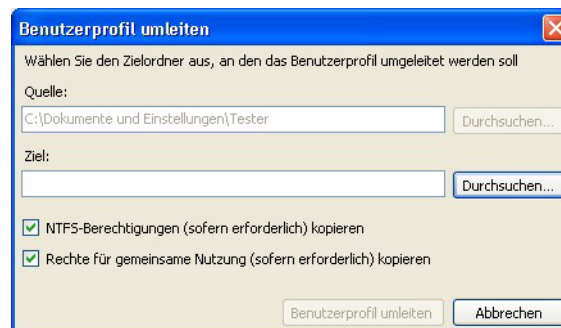 Benutzerprofil umleiten
Wählen Sie den Zielordner aus, an den das Benutzerprofil umgeleitet werden soll
Quelle:
C:\Dokumente und Einstellungen\Tester
Durchsuchen...
Ziel:
Durchsuchen...
NTFS-Berechtigungen (sofern erforderlich) kopieren
Rechte für gemeinsame Nutzung (sofern erforderlich) kopieren
Benutzerprofil umleiten
Abbrechen